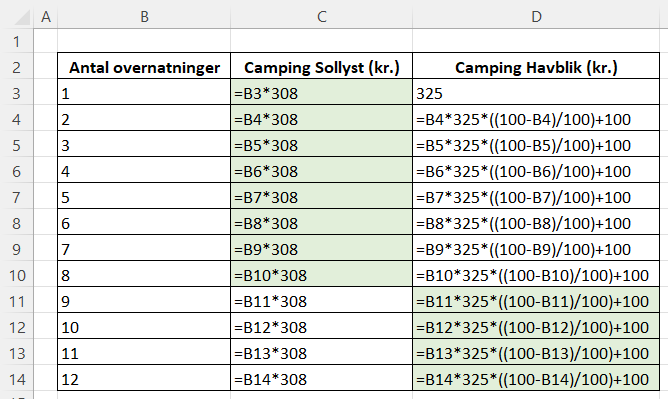 A B C D
1
2 Antal overnatninger Camping Sollyst (kr.) Camping Havblik (kr.)
3 1 =B3*308 325
4 2 =B4*308 =B4*325*((100-B4)/100)+100
5 3 =B5*308 =B5*325*((100-B5)/100)+100
6 4 =B6*308 =B6*325*((100-B6)/100)+100
7 5 =B7*308 =B7*325*((100-B7)/100)+100
8 6 =B8*308 =B8*325*((100-B8)/100)+100
9 7 =B9*308 =B9*325*((100-B9)/100)+100
10 8 =B10*308 =B10*325*((100-B10)/100)+100
11 9 =B11*308 =B11*325*((100-B11)/100)+100
12 10 =B12*308 =B12*325*((100-B12)/100)+100
13 11 =B13*308 =B13*325*((100-B13)/100)+100
14 12 =B14*308 =B14*325*((100-B14)/100)+100